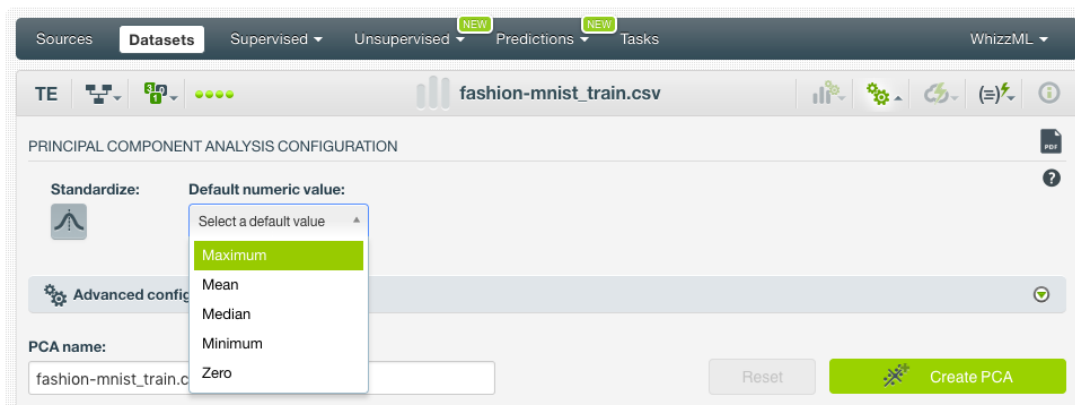 NEW NEW
Sources Datasets Supervised Unsupervised Predictions Tasks WhizzML
TE fashion-mnist_train.csv
PRINCIPAL COMPONENT ANALYSIS CONFIGURATION
PDF
Standardize: Default numeric value:
Select a default value
Maximum
Mean
Advanced config
Median
PCA name:
Minimum
fashion-mnist_train.c
Zero
Reset Create PCA